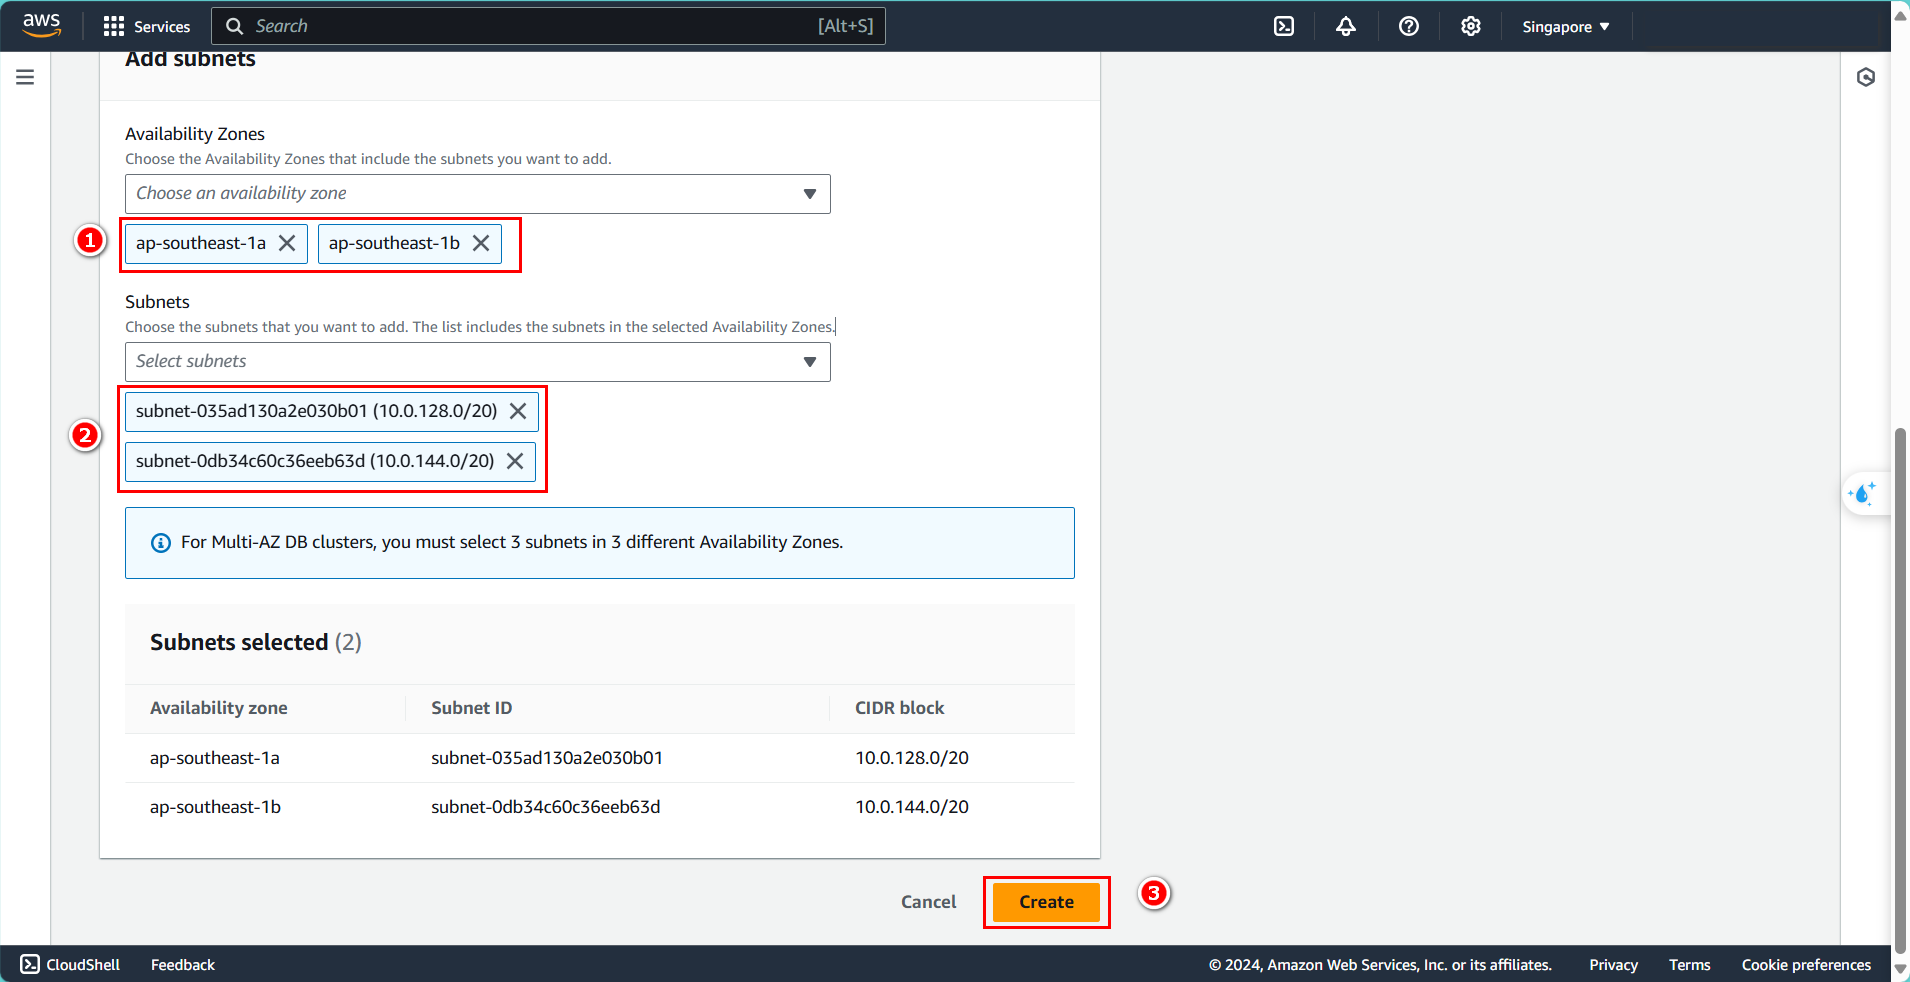 aws
Services
Search
[Alt+S]
Singapore
Add subnets
Availability Zones
Choose the Availability Zones that include the subnets you want to add.
Choose an availability zone
1
ap-southeast-1a
ap-southeast-1b
Subnets
Choose the subnets that you want to add. The list includes the subnets in the selected Availability Zones.
Select subnets
2
subnet-035ad130a2e030b01 (10.0.128.0/20)
subnet-0db34c60c36eeb63d (10.0.144.0/20)
For Multi-AZ DB clusters, you must select 3 subnets in 3 different Availability Zones.
Subnets selected (2)
Availability zone
Subnet ID
CIDR block
ap-southeast-1a
subnet-035ad130a2e030b01
10.0.128.0/20
ap-southeast-1b
subnet-0db34c60c36eeb63d
10.0.144.0/20
Cancel
Create
3
CloudShell
Feedback
© 2024, Amazon Web Services, Inc. or its affiliates.
Privacy
Terms
Cookie preferences